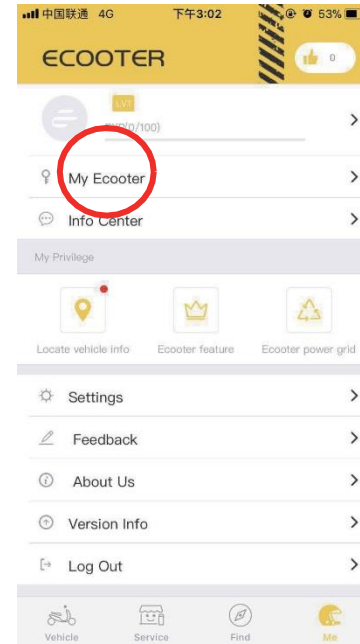 中国联通 4G 下午3:02 53%
ECOOTER 0
LV1
EXP(0/100)
My Ecooter
Info Center
My Privilege
Locate vehicle info Ecooter feature Ecooter power grid
Settings
Feedback
About Us
Version Info
Log Out
Vehicle Service Find Me